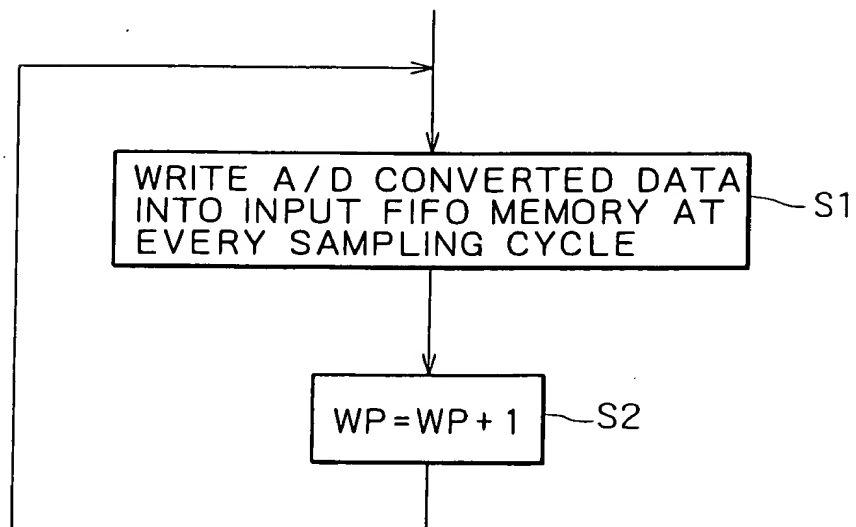 WRITE A/D CONVERTED DATA
INTO INPUT FIFO MEMORY AT
EVERY SAMPLING CYCLE
S1
WP=WP+1
S2